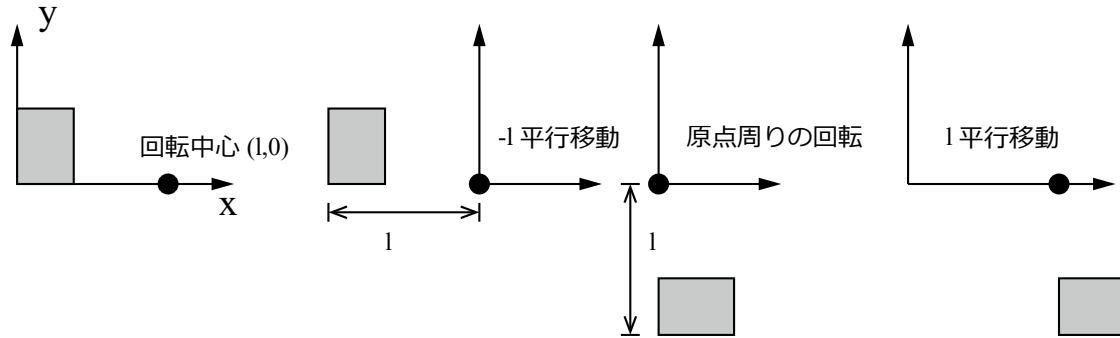 y
回転中心 (l,0)
x
-l 平行移動
l
原点周りの回転
l
l 平行移動